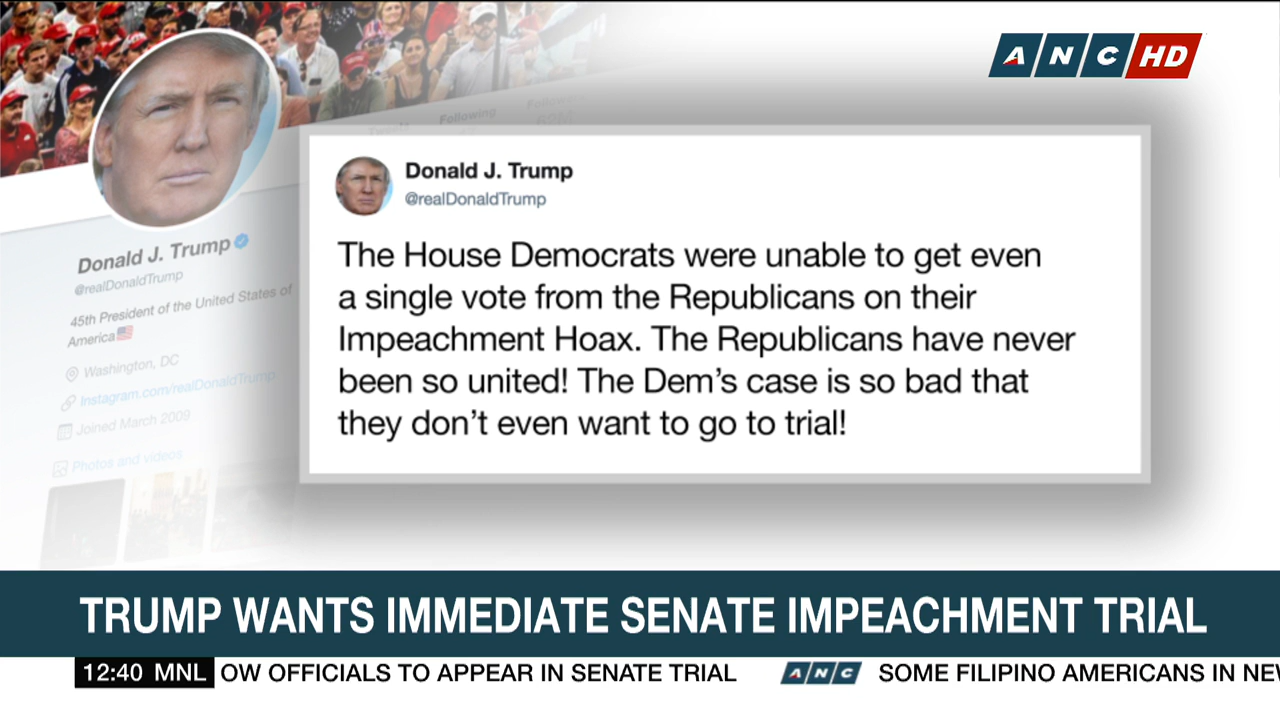 ANC HD
Tweets
Following
Donald J. Trump
@realDonaldTrump
45th President of the United States of
America
Washington, DC
Instagram.com/realDonaldTrump
Joined March 2009
Photos and videos
Donald J. Trump
@realDonaldTrump
The House Democrats were unable to get even
a single vote from the Republicans on their
Impeachment Hoax. The Republicans have never
been so united! The Dem’s case is so bad that
they don’t even want to go to trial!
TRUMP WANTS IMMEDIATE SENATE IMPEACHMENT TRIAL
12:40 MNL OW OFFICIALS TO APPEAR IN SENATE TRIAL ANC SOME FILIPINO AMERICANS IN NEW